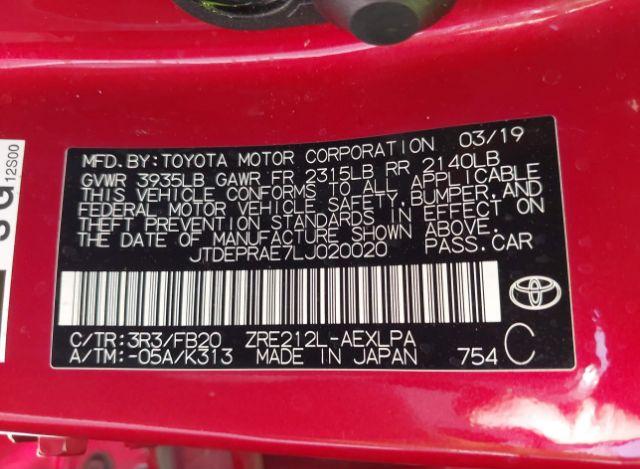 MFD. BY: TOYOTA MOTOR CORPORATION 03/19
GVWR 3935LB GAWR FR 2315LB RR 2140LB
THIS VEHICLE CONFORMS TO ALL APPLICABLE
FEDERAL MOTOR VEHICLE SAFETY, BUMPER, AND
THEFT PREVENTION STANDARDS IN EFFECT ON
THE DATE OF MANUFACTURE SHOWN ABOVE.
JTDEPRAE7LJ020020 PASS. CAR
C/TR: 3R3/FB20 ZRE212L-AEXLPA
A/TM: -05A/K313 MADE IN JAPAN 754 C
12S00